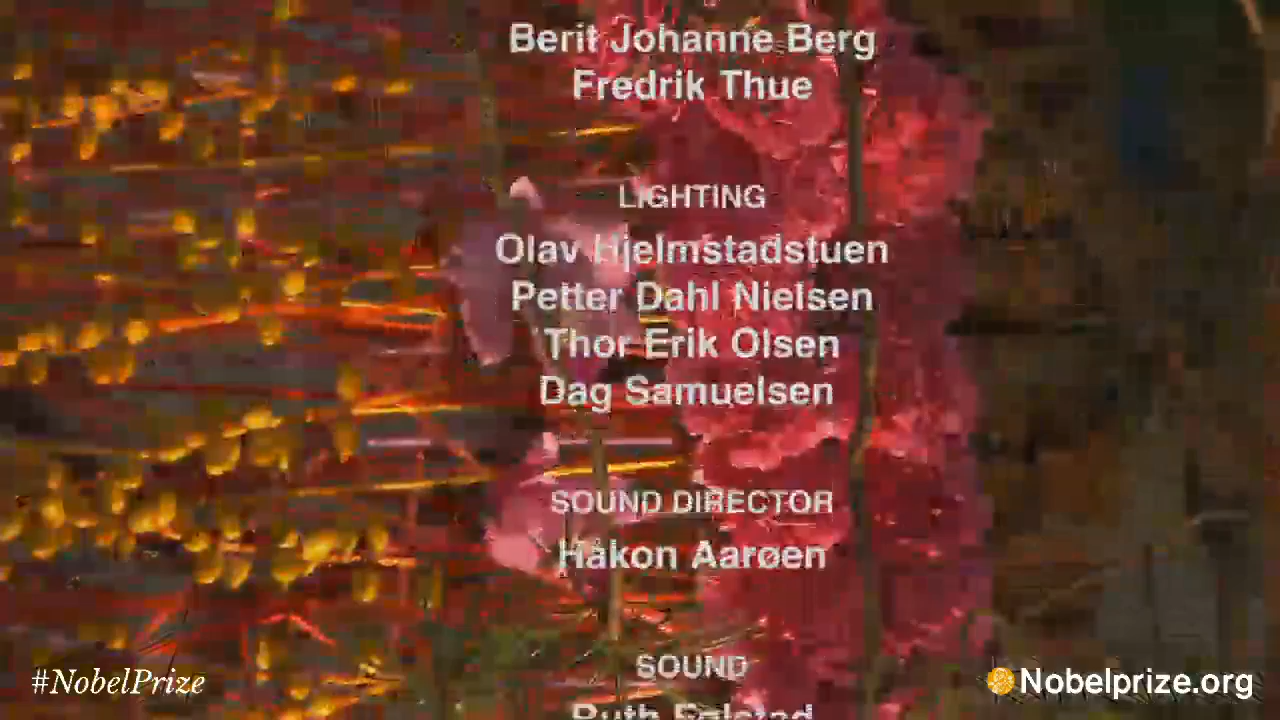 Berit Johanne Berg
Fredrik Thue
LIGHTING
Olav Hjelmstadstuen
Petter Dahl Nielsen
Thor Erik Olsen
Dag Samuelsen
SOUND DIRECTOR
Håkon Aarøen
SOUND
Ruth
#NobelPrize
Nobelprize.org